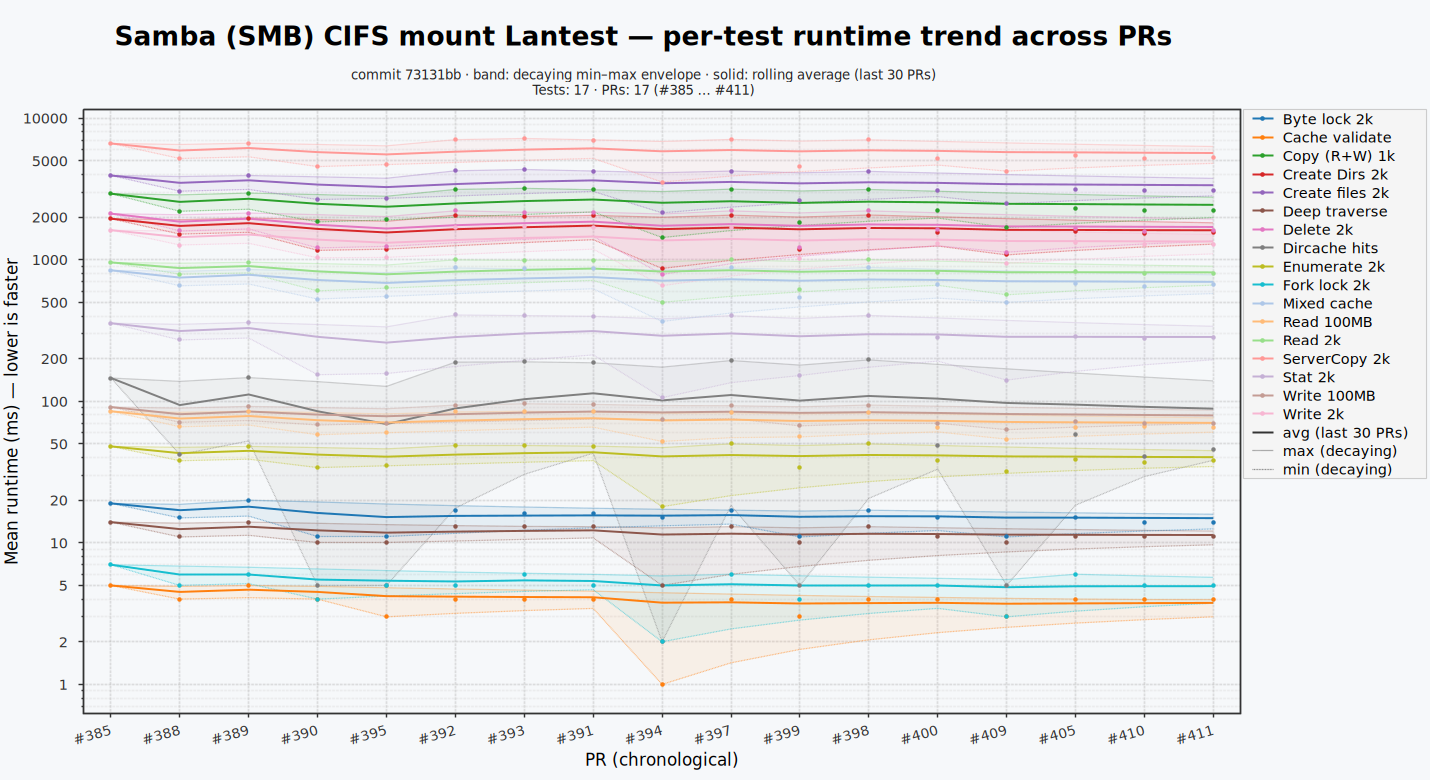 Samba (SMB) CIFS mount Lantest — per-test runtime trend across PRs
commit 73131bb · band: decaying min–max envelope · solid: rolling average (last 30 PRs)
Tests: 17 · PRs: 17 (#385 … #411)
Mean runtime (ms) — lower is faster
10000
5000
2000
1000
500
200
100
50
20
10
5
2
1
#385
#388
#389
#390
#395
#392
#393
#391
#394
#397
#399
#398
#400
#409
#405
#410
#411
PR (chronological)
Byte lock 2k
Cache validate
Copy (R+W) 1k
Create Dirs 2k
Create files 2k
Deep traverse
Delete 2k
Dircache hits
Enumerate 2k
Fork lock 2k
Mixed cache
Read 100MB
Read 2k
ServerCopy 2k
Stat 2k
Write 100MB
Write 2k
avg (last 30 PRs)
max (decaying)
min (decaying)